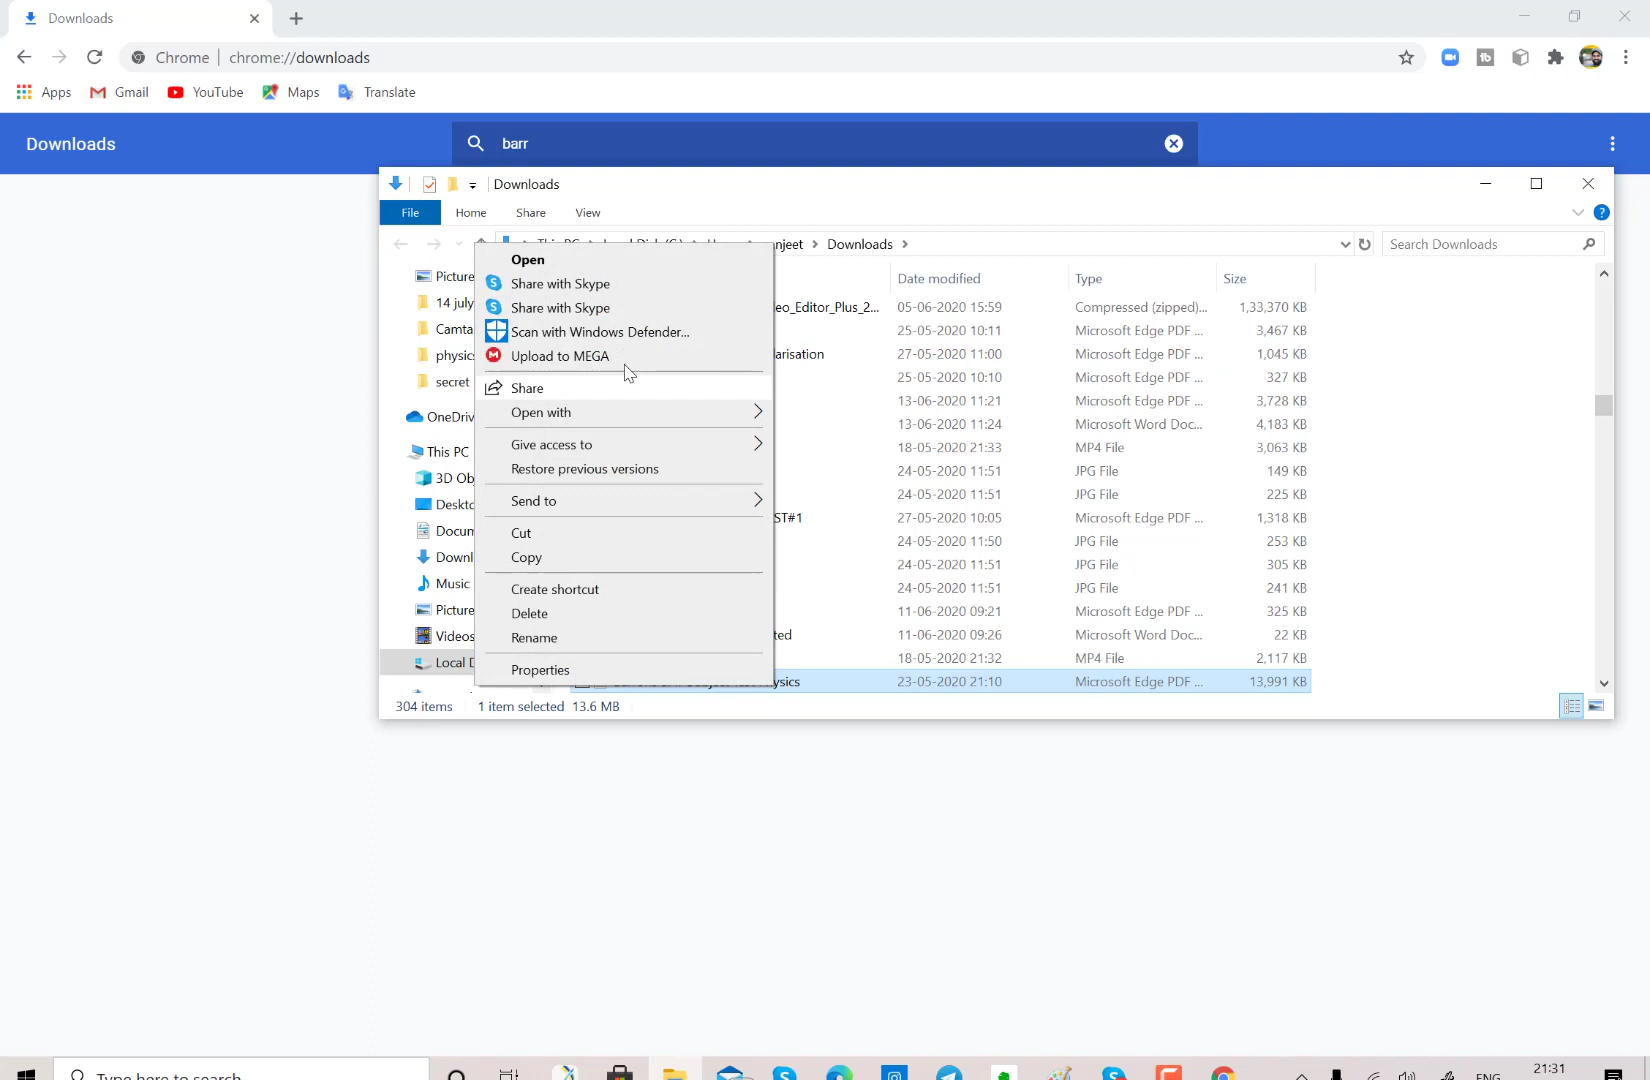 Downloads
Chrome | chrome://downloads
Apps Gmail YouTube Maps Translate
Downloads
barr
Downloads
File Home Share View
njeet > Downloads >
Search Downloads
Picture
14 july
Camta
physics
secret
OneDriv
This PC
3D Obj
Deskto
Docum
Downl
Music
Picture
Videos
Local D
Open
Share with Skype
Share with Skype
Scan with Windows Defender...
Upload to MEGA
Share
Open with
Give access to
Restore previous versions
Send to
Cut
Copy
Create shortcut
Delete
Rename
Properties
Date modified Type Size
eo_Editor_Plus_2... 05-06-2020 15:59 Compressed (zipped)... 1,33,370 KB
25-05-2020 10:11 Microsoft Edge PDF ... 3,467 KB
larisation 27-05-2020 11:00 Microsoft Edge PDF ... 1,045 KB
25-05-2020 10:10 Microsoft Edge PDF ... 327 KB
13-06-2020 11:21 Microsoft Edge PDF ... 3,728 KB
13-06-2020 11:24 Microsoft Word Doc... 4,183 KB
18-05-2020 21:33 MP4 File 3,063 KB
24-05-2020 11:51 JPG File 149 KB
24-05-2020 11:51 JPG File 225 KB
ST#1 27-05-2020 10:05 Microsoft Edge PDF ... 1,318 KB
24-05-2020 11:50 JPG File 253 KB
24-05-2020 11:51 JPG File 305 KB
24-05-2020 11:51 JPG File 241 KB
11-06-2020 09:21 Microsoft Edge PDF ... 325 KB
ted 11-06-2020 09:26 Microsoft Word Doc... 22 KB
18-05-2020 21:32 MP4 File 2,117 KB
ysics 23-05-2020 21:10 Microsoft Edge PDF ... 13,991 KB
304 items 1 item selected 13.6 MB
Type here to search
ENG
21:31